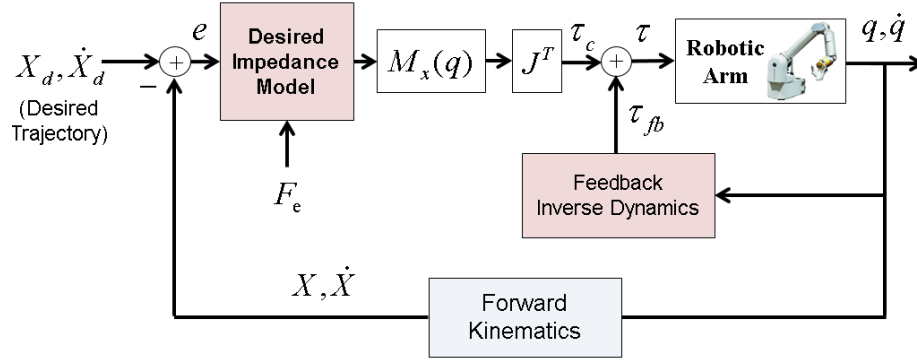 X_d, Ẋ_d
(Desired
Trajectory)
+
−
e
Desired
Impedance
Model
F_e
M_x(q)
J^T
τ_c
+
τ
τ_fb
Robotic
Arm
q, q̇
Feedback
Inverse Dynamics
X, Ẋ
Forward
Kinematics